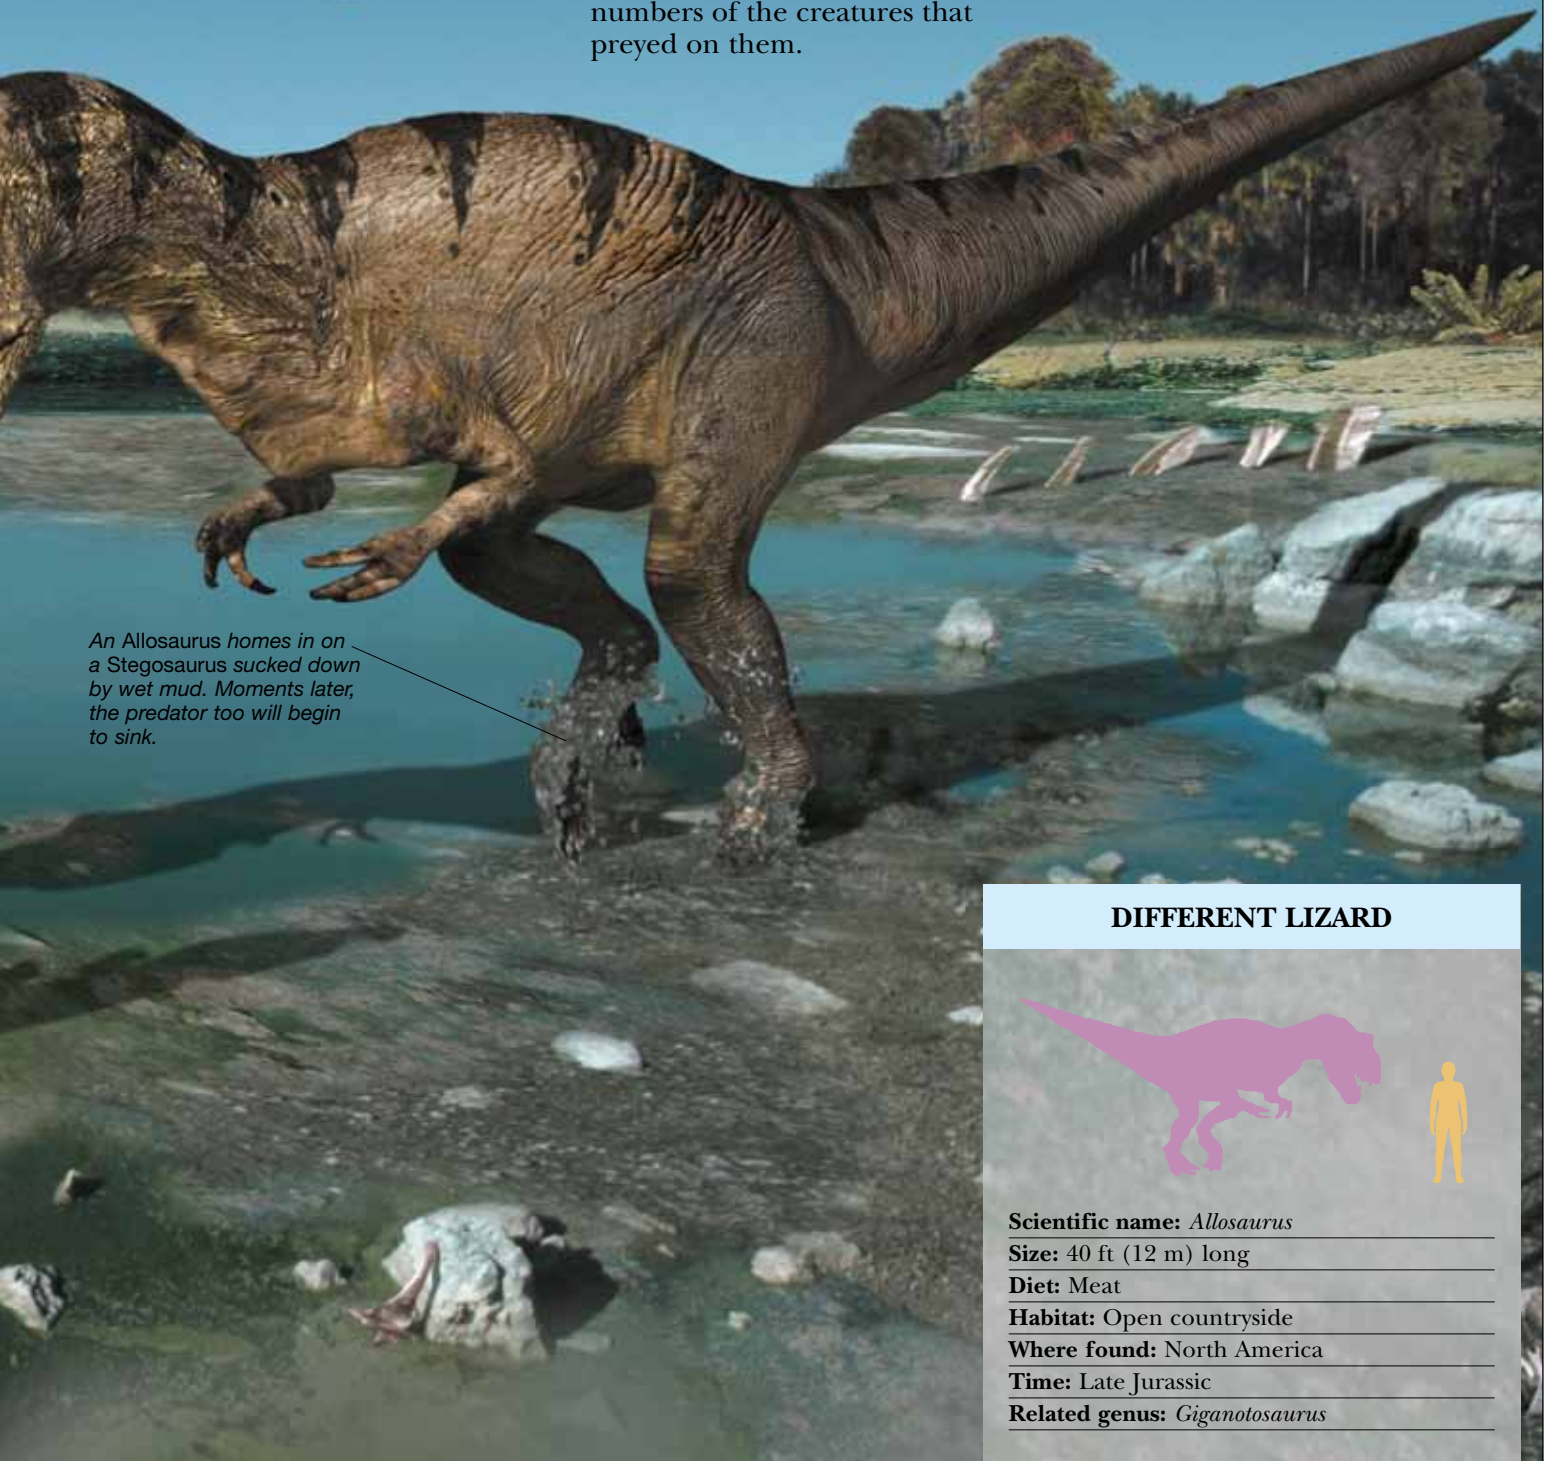 numbers of the creatures that
preyed on them.
An Allosaurus homes in on
a Stegosaurus sucked down
by wet mud. Moments later,
the predator too will begin
to sink.
DIFFERENT LIZARD
Scientific name: Allosaurus
Size: 40 ft (12 m) long
Diet: Meat
Habitat: Open countryside
Where found: North America
Time: Late Jurassic
Related genus: Giganotosaurus